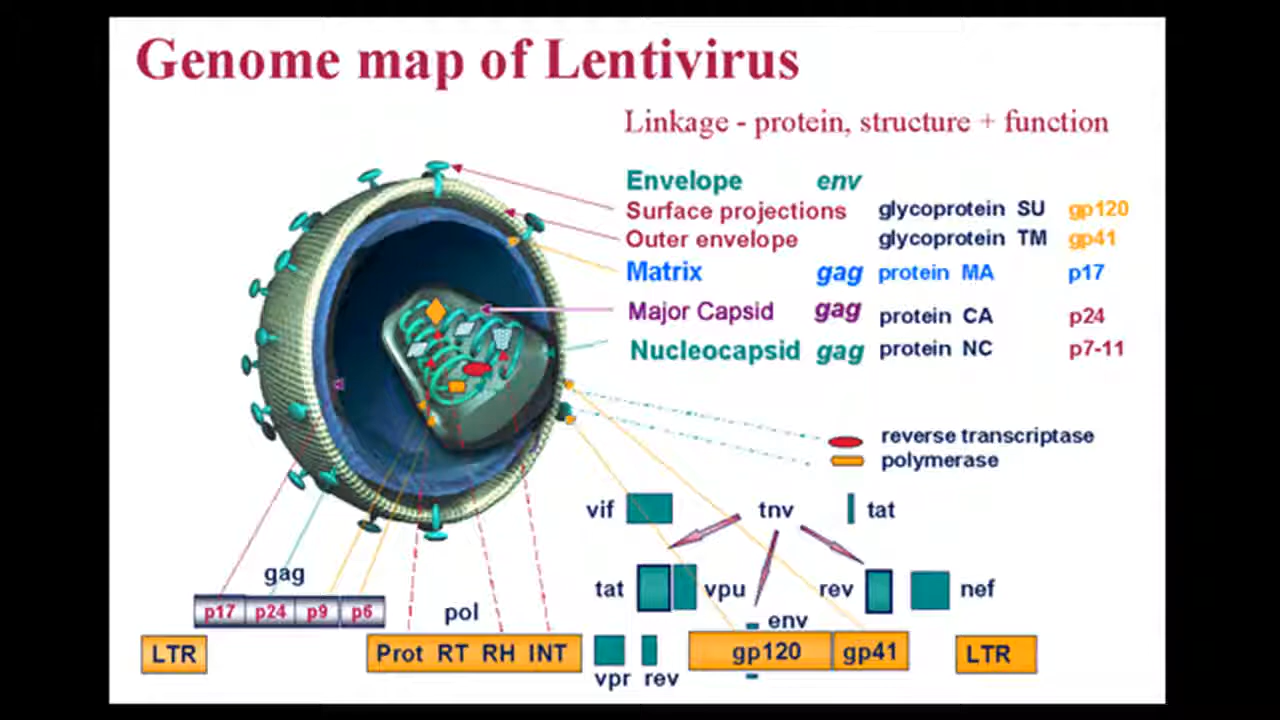 Genome map of Lentivirus
Linkage - protein, structure + function
Envelope env
Surface projections glycoprotein SU gp120
Outer envelope glycoprotein TM gp41
Matrix gag protein MA p17
Major Capsid gag protein CA p24
Nucleocapsid gag protein NC p7-11
reverse transcriptase
polymerase
vif tnv tat
gag
tat vpu rev nef
p17 p24 p9 p6
pol
env
LTR Prot RT RH INT gp120 gp41 LTR
vpr rev